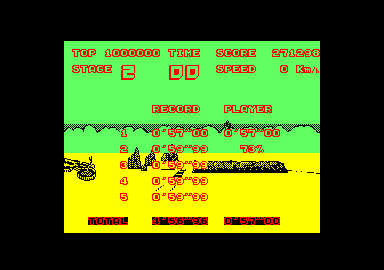 TOP 1000000 TIME SCORE 271298
STAGE 2 00 SPEED 0 Km/h
RECORD PLAYER
1 0'57"00 0'57"00
2 0'59"99 73%
3 0'59"99
4 0'59"99
5 0'59"99
TOTAL 4'56"96 0'57"00